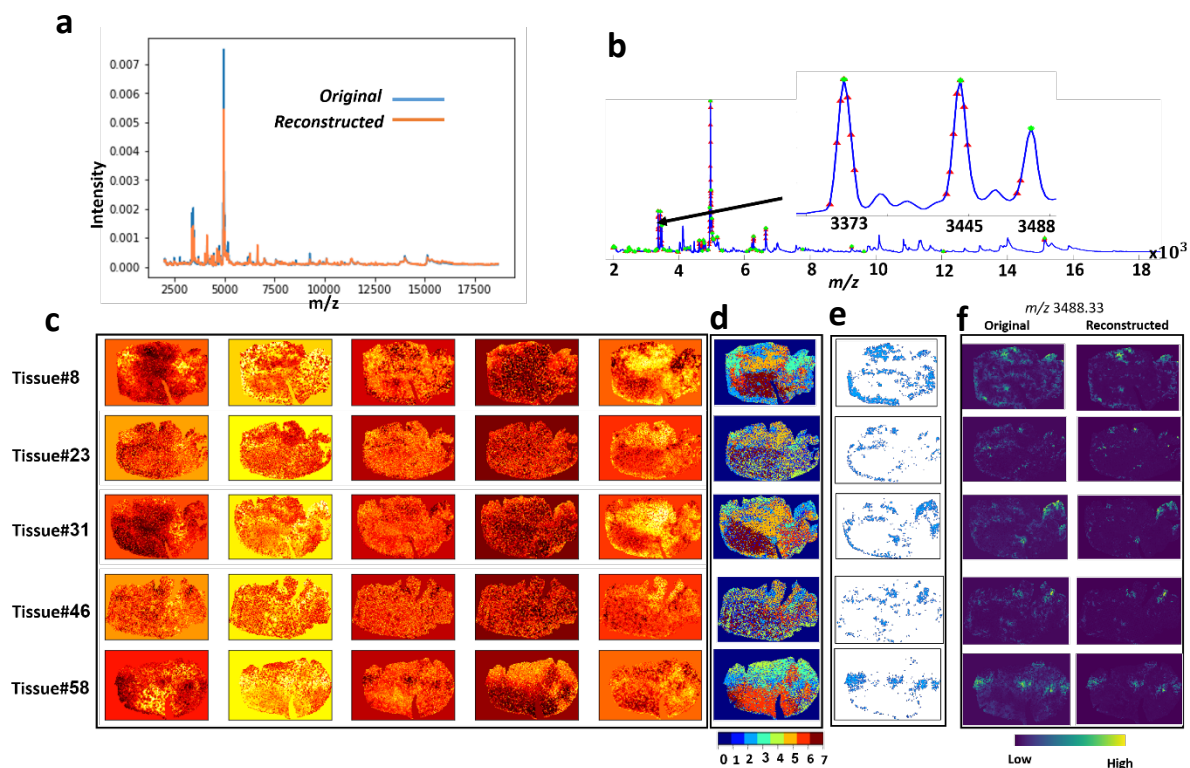 a
0.007
0.006
0.005
0.004
0.003
0.002
0.001
0.000
Intensity
Original
Reconstructed
2500 5000 7500 10000 12500 15000 17500
m/z
b
3373 3445 3488
2 4 6 8 10 12 14 16 18
x10³
m/z
c
d
e
f
m/z 3488.33
Original Reconstructed
Tissue#8
Tissue#23
Tissue#31
Tissue#46
Tissue#58
0 1 2 3 4 5 6 7
Low High